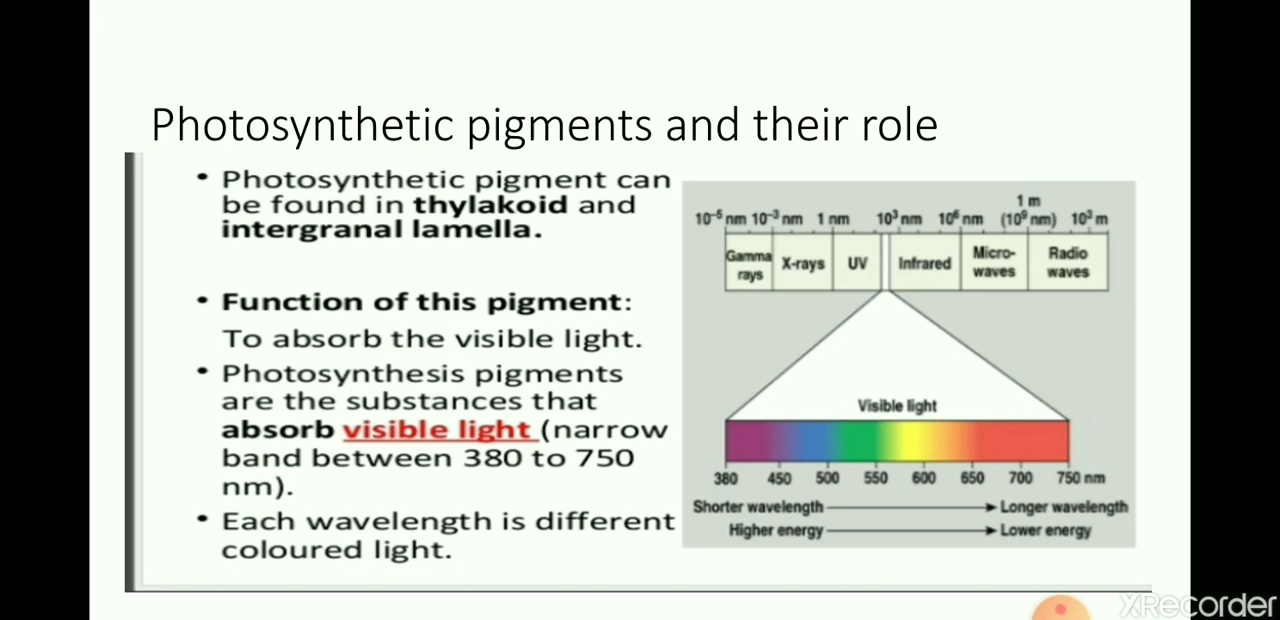 Photosynthetic pigments and their role
• Photosynthetic pigment can
be found in thylakoid and
intergranal lamella.
• Function of this pigment:
To absorb the visible light.
• Photosynthesis pigments
are the substances that
absorb visible light (narrow
band between 380 to 750
nm).
• Each wavelength is different
coloured light.
1 m
10⁻⁵ nm 10⁻³ nm 1 nm 10³ nm 10⁶ nm (10⁹ nm) 10³ m
Gamma rays X-rays UV Infrared Micro-waves Radio waves
Visible light
380 450 500 550 600 650 700 750 nm
Shorter wavelength Longer wavelength
Higher energy Lower energy
XRecorder